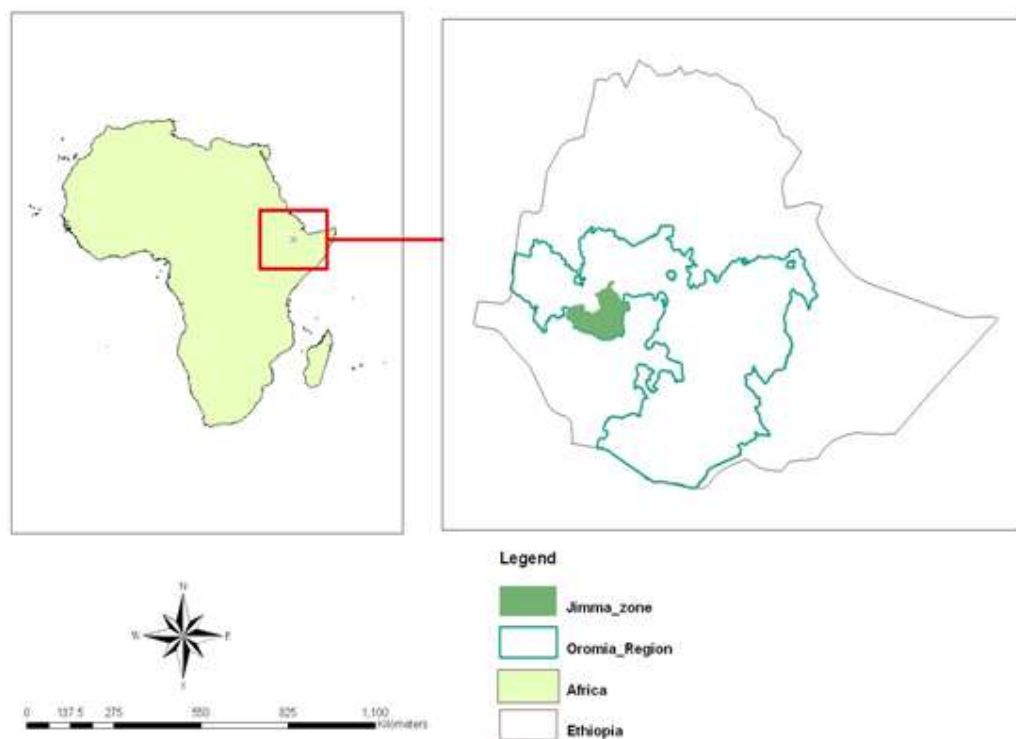 Legend
Jimma_zone
Oromia_Region
Africa
Ethiopia
N
W
E
S
0 137.5 275 550 825 1,100
Kilometers